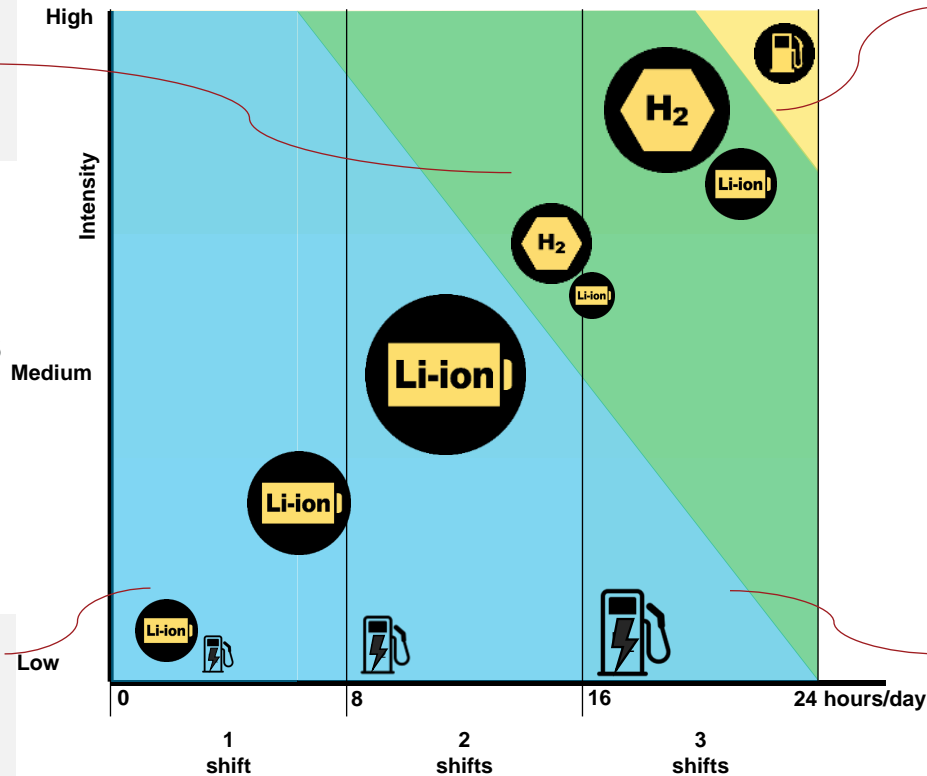 High
H₂
Li-ion
Intensity
H₂
Li-ion
Medium
Li-ion
Li-ion
Li-ion
Low
0
8
16
24 hours/day
1
shift
2
shifts
3
shifts